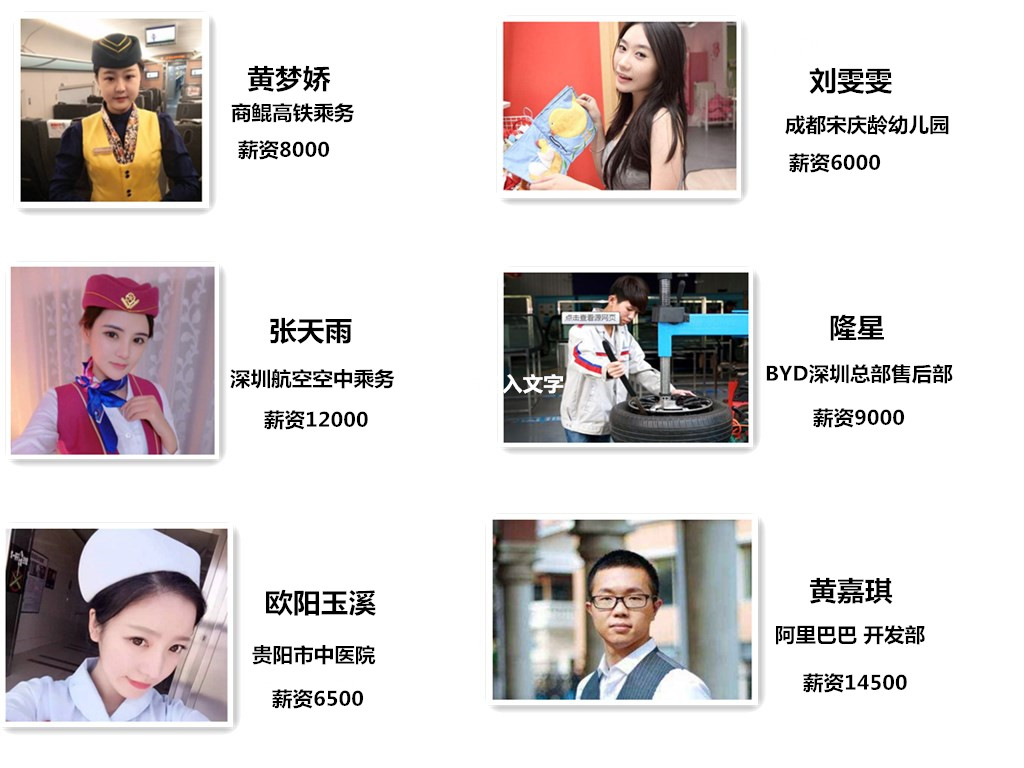 黄梦娇
商鲲高铁乘务
薪资8000
刘雯雯
成都宋庆龄幼儿园
薪资6000
张天雨
深圳航空空中乘务
薪资12000
点击查看源网页
入文字
隆星
BYD深圳总部售后部
薪资9000
欧阳玉溪
贵阳市中医院
薪资6500
黄嘉琪
阿里巴巴 开发部
薪资14500